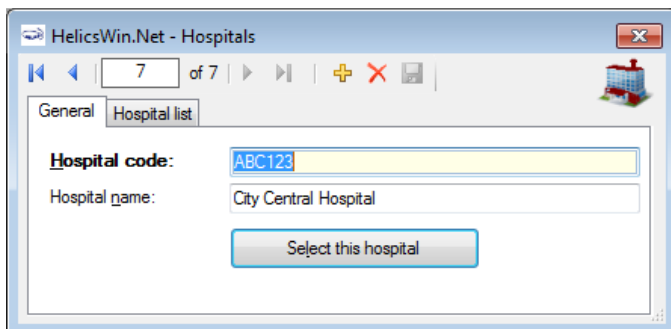 HelicsWin.Net - Hospitals
7 of 7
General Hospital list
Hospital code: ABC123
Hospital name: City Central Hospital
Select this hospital